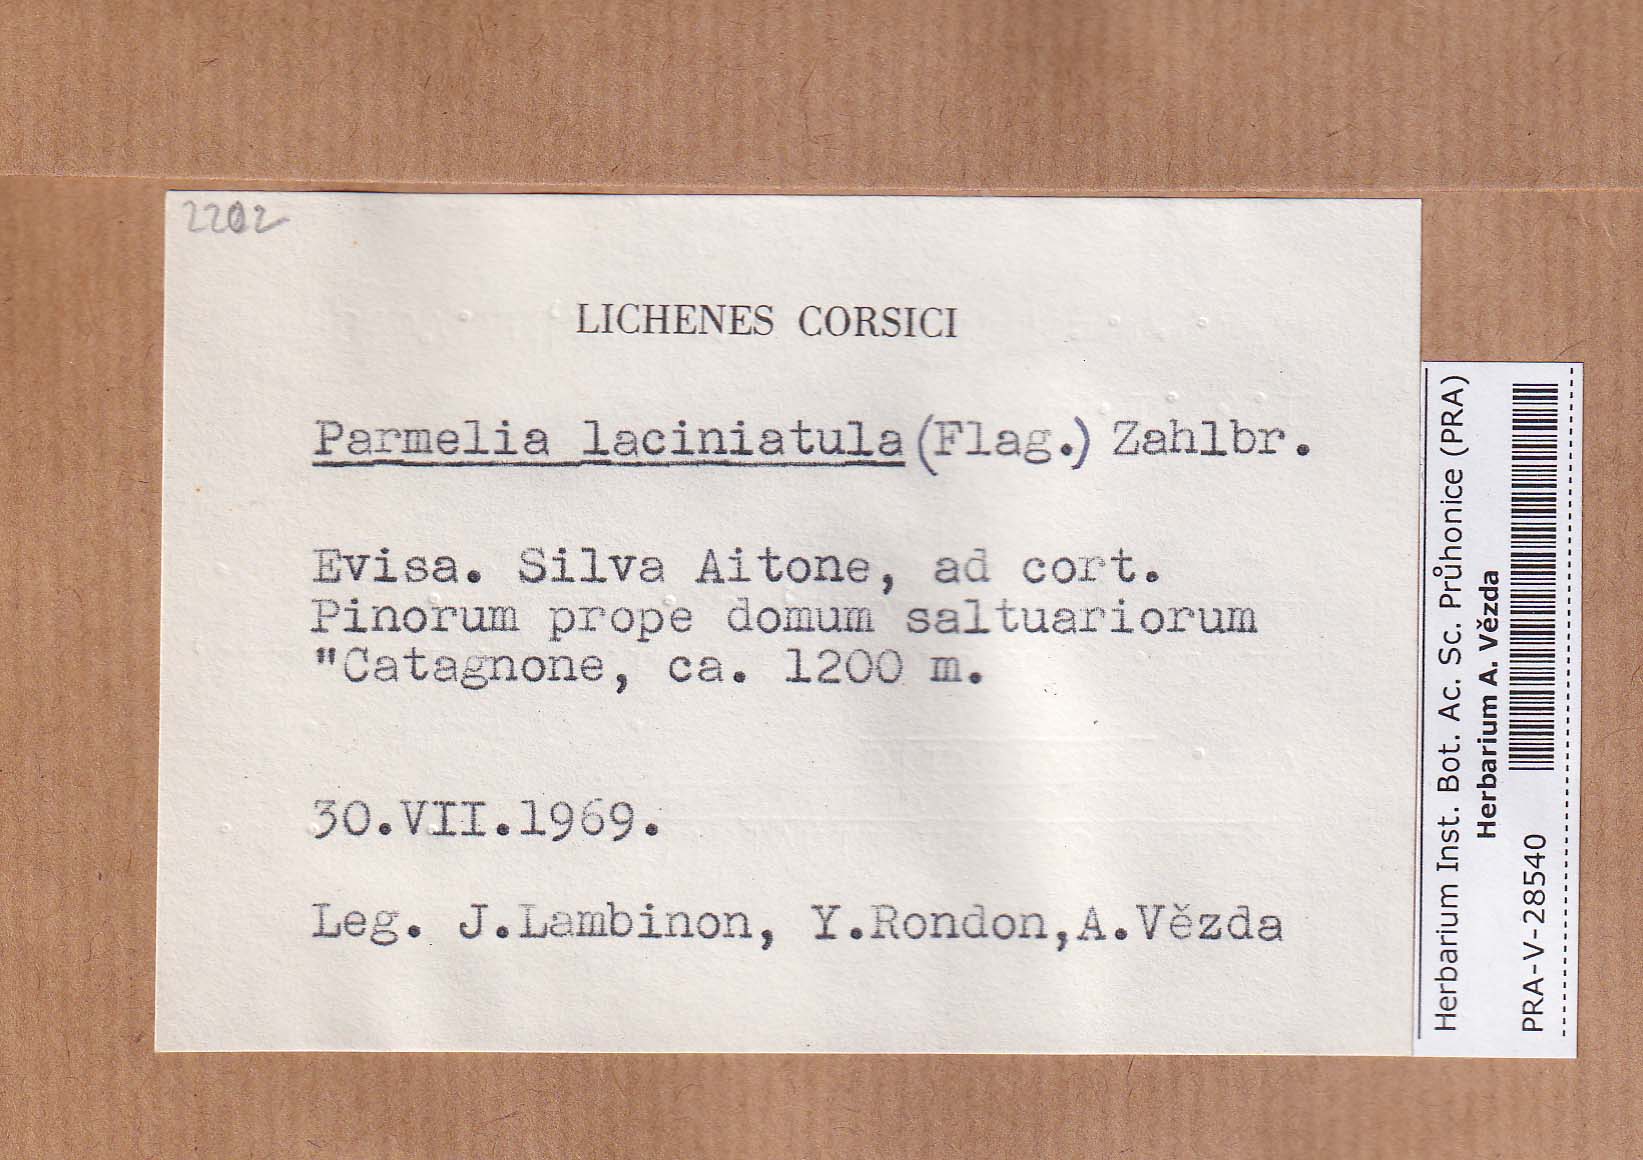 2202
LICHENES CORSICI
Parmelia laciniatula (Flag.) Zahlbr.
Evisa. Silva Aitone, ad cort.
Pinorum prope domum saltuariorum
"Catagnone, ca. 1200 m.
30.VII.1969.
Leg. J.Lambinon, Y.Rondon,A.Vězda
Herbarium Inst. Bot. Ac. Sc. Průhonice (PRA)
Herbarium A. Vězda
PRA-V-28540